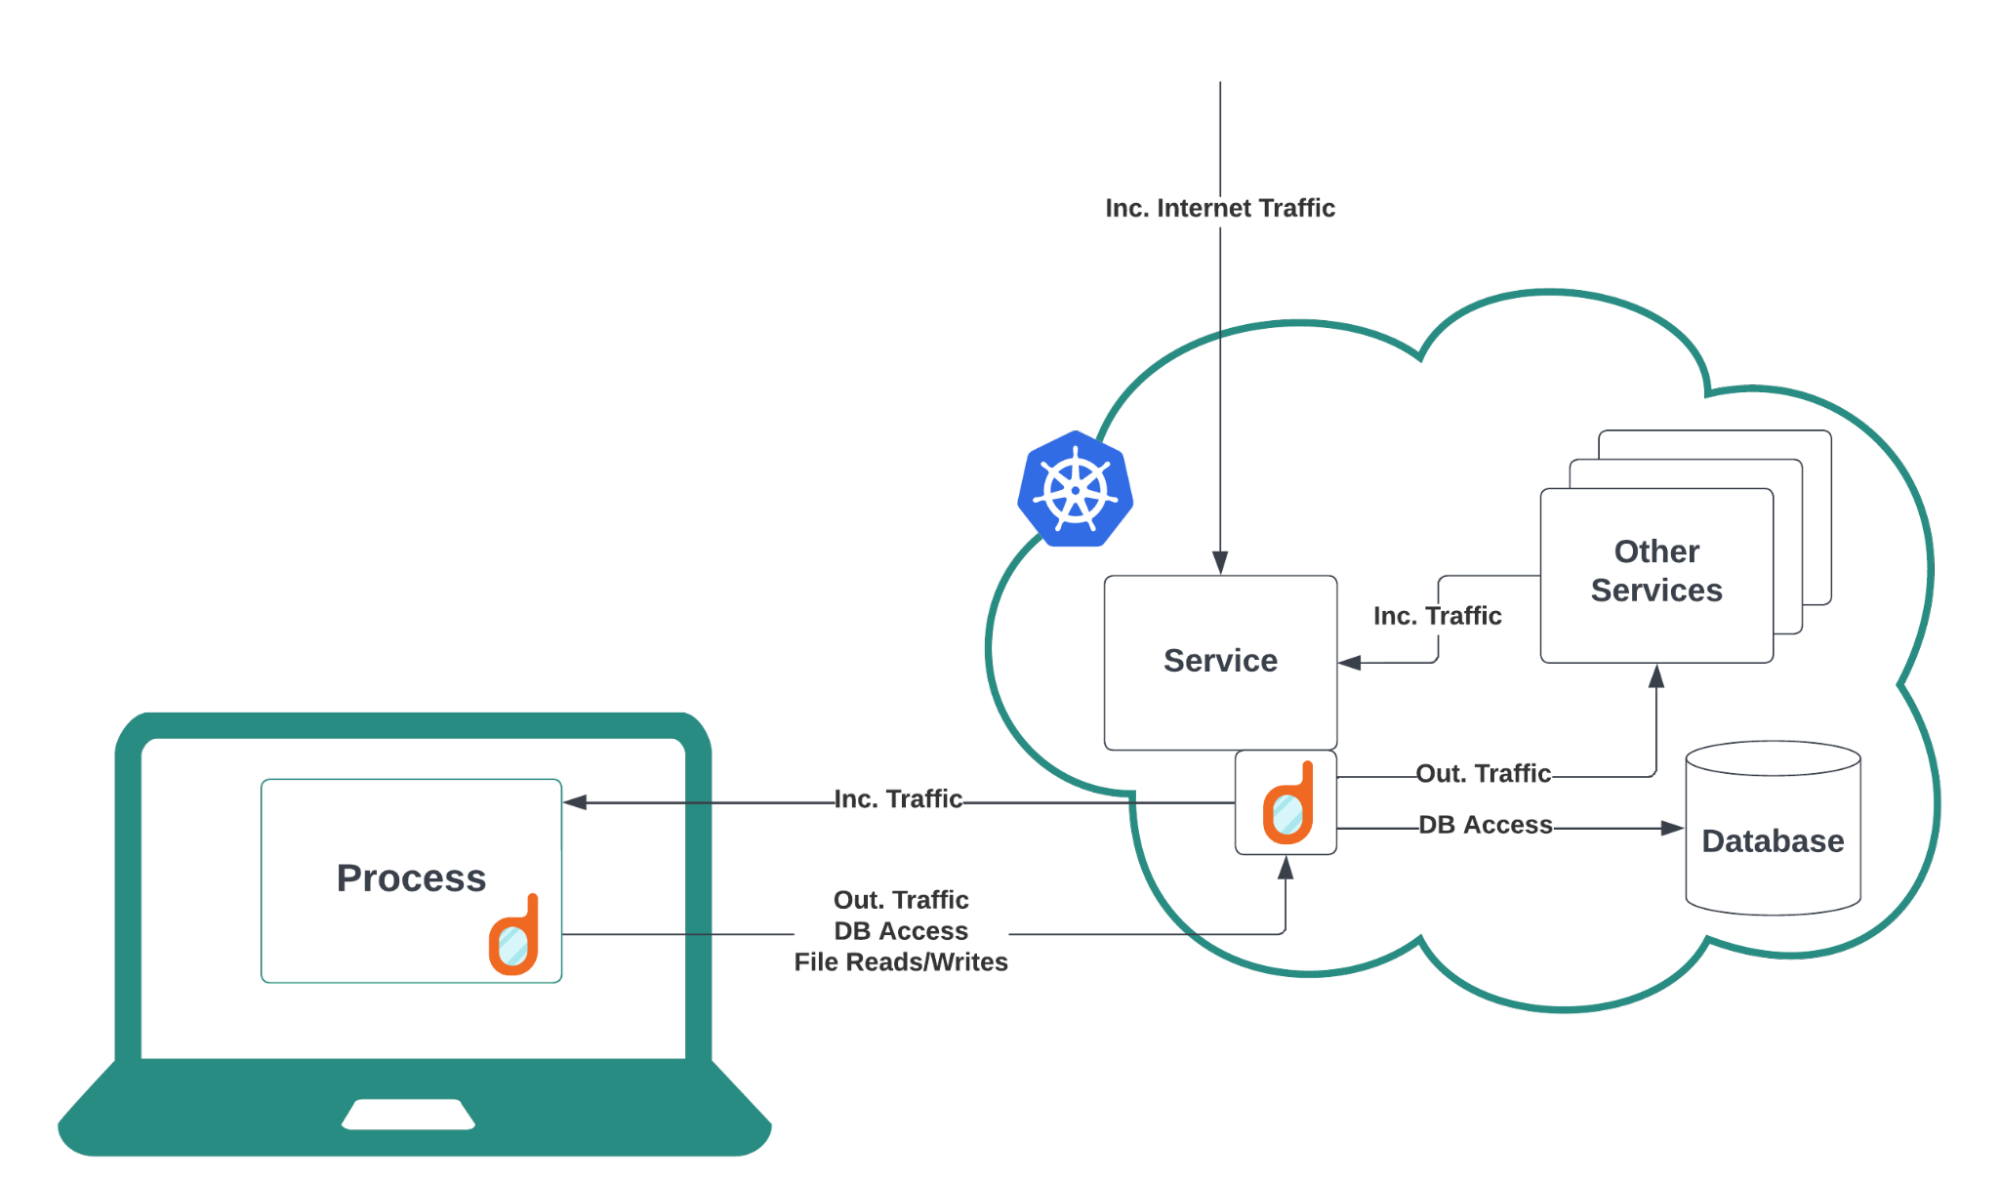 Inc. Internet Traffic
Other
Services
Inc. Traffic
Service
Out. Traffic
Inc. Traffic
DB Access
Database
Process
Out. Traffic
DB Access
File Reads/Writes